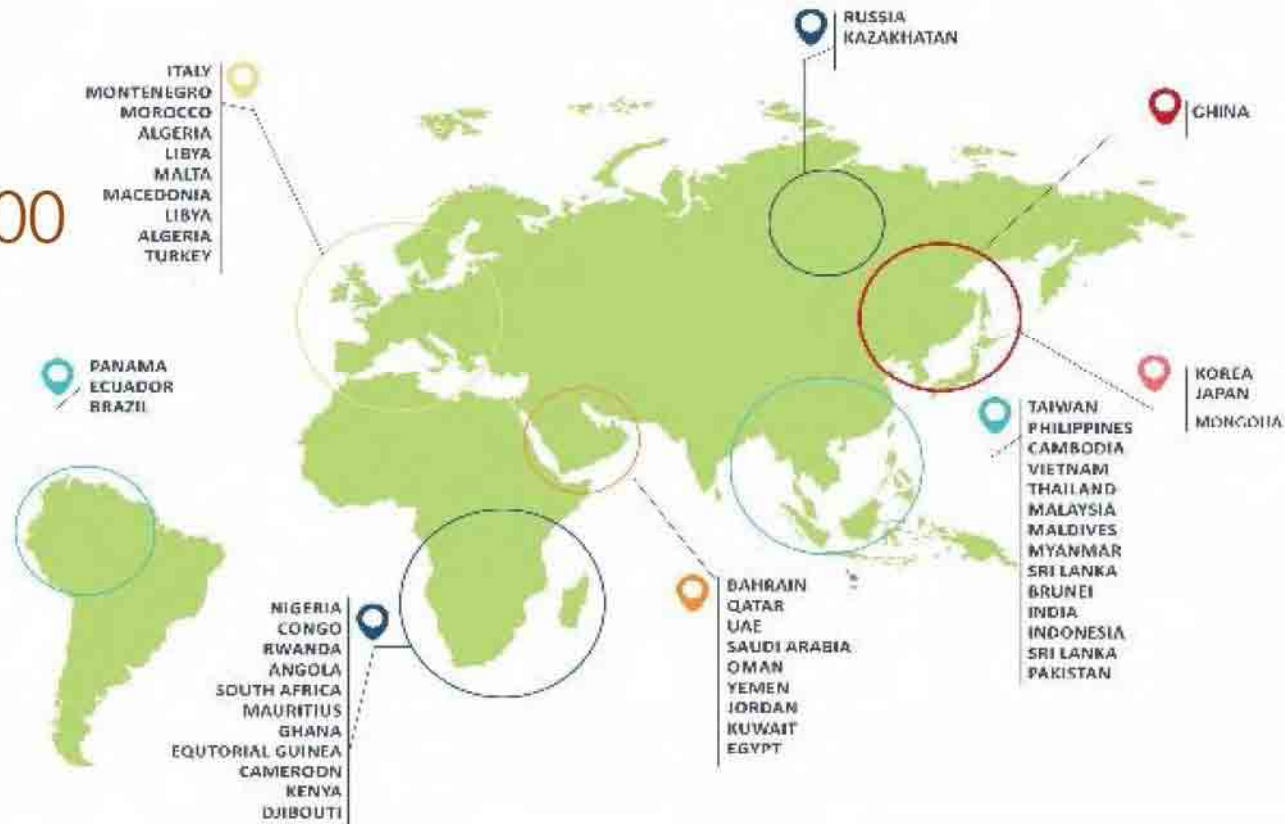 RUSSIA
KAZAKHATAN
ITALY
MONTENEGRO
MOROCCO
ALGERIA
LIBYA
MALTA
MACEDONIA
LIBYA
ALGERIA
TURKEY
CHINA
00
PANAMA
ECUADOR
BRAZIL
KOREA
JAPAN
MONGOLIA
TAIWAN
PHILIPPINES
CAMBODIA
VIETNAM
THAILAND
MALAYSIA
MALDIVES
MYANMAR
SRI LANKA
BRUNEI
INDIA
INDONESIA
SRI LANKA
PAKISTAN
BAHRAIN
QATAR
UAE
SAUDI ARABIA
OMAN
YEMEN
JORDAN
KUWAIT
EGYPT
NIGERIA
CONGO
RWANDA
ANGOLA
SOUTH AFRICA
MAURITIUS
GHANA
EQUTORIAL GUINEA
CAMEROON
KENYA
DJIBOUTI